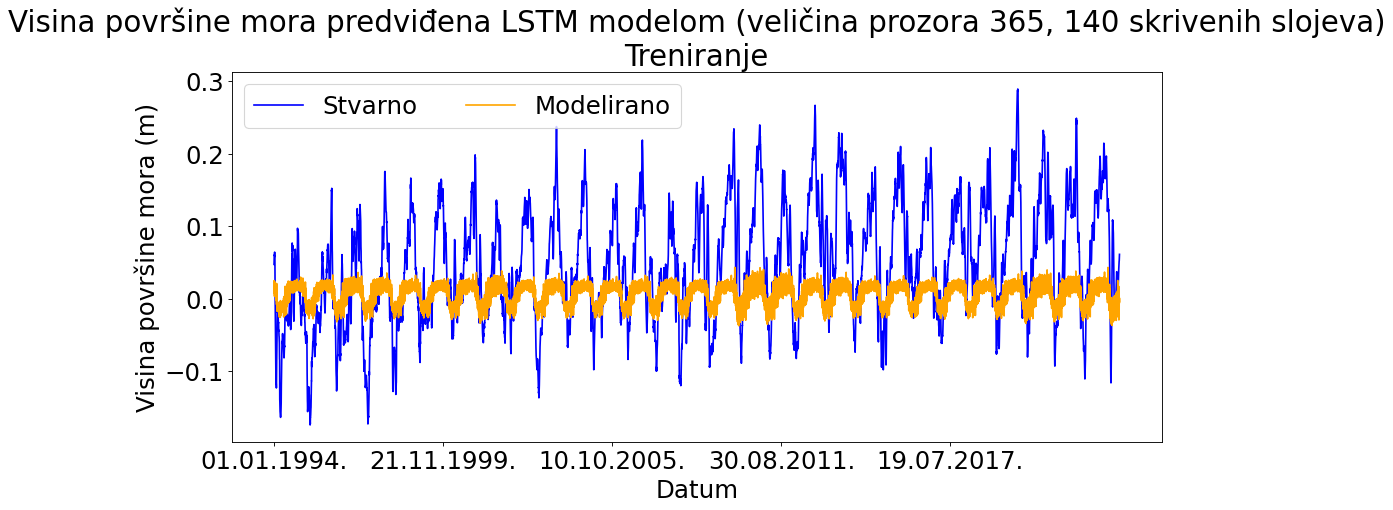 Visina površine mora predviđena LSTM modelom (veličina prozora 365, 140 skrivenih slojeva)
Treniranje
Stvarno Modelirano
Visina površine mora (m)
0.3
0.2
0.1
0.0
−0.1
01.01.1994. 21.11.1999. 10.10.2005. 30.08.2011. 19.07.2017.
Datum